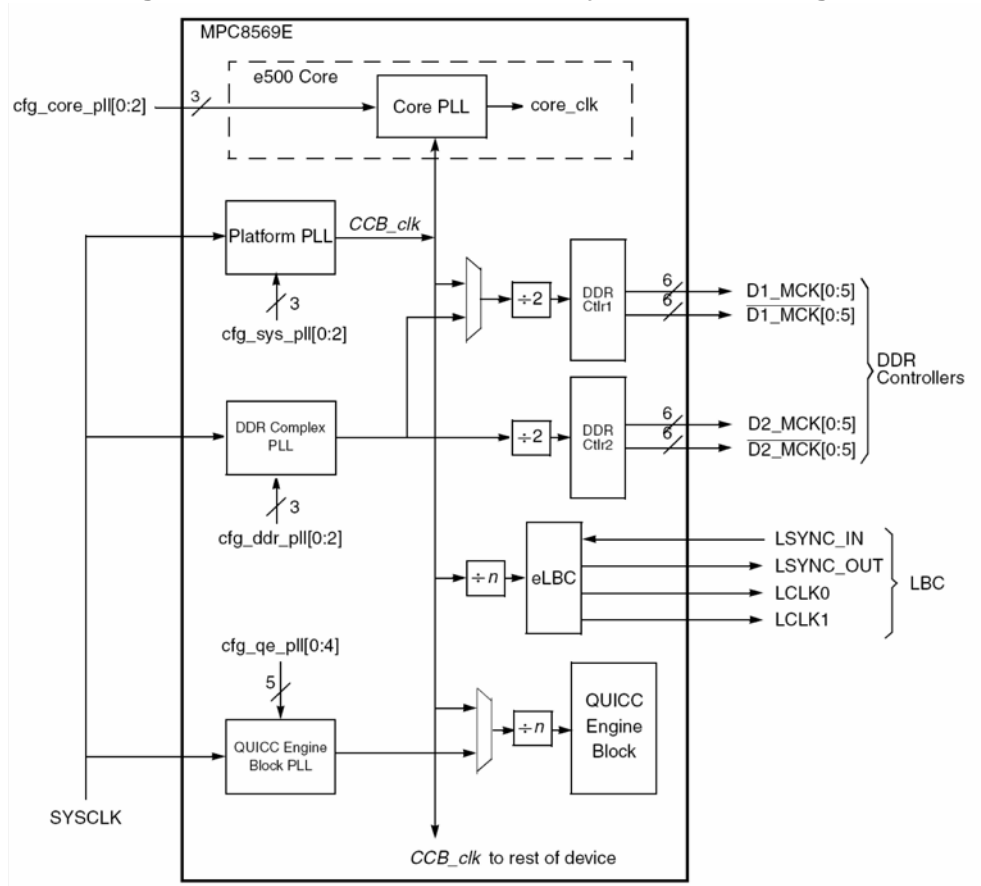 MPC8569E
e500 Core
cfg_core_pll[0:2]
3
Core PLL
core_clk
Platform PLL
CCB_clk
3
cfg_sys_pll[0:2]
÷2
DDR
Ctlr1
6
6
D1_MCK[0:5]
D1_MCK[0:5]
DDR
Controllers
DDR Complex
PLL
3
cfg_ddr_pll[0:2]
÷2
DDR
Ctlr2
6
6
D2_MCK[0:5]
D2_MCK[0:5]
÷n
eLBC
LSYNC_IN
LSYNC_OUT
LCLK0
LCLK1
LBC
cfg_qe_pll[0:4]
5
QUICC Engine
Block PLL
÷n
QUICC
Engine
Block
SYSCLK
CCB_clk to rest of device